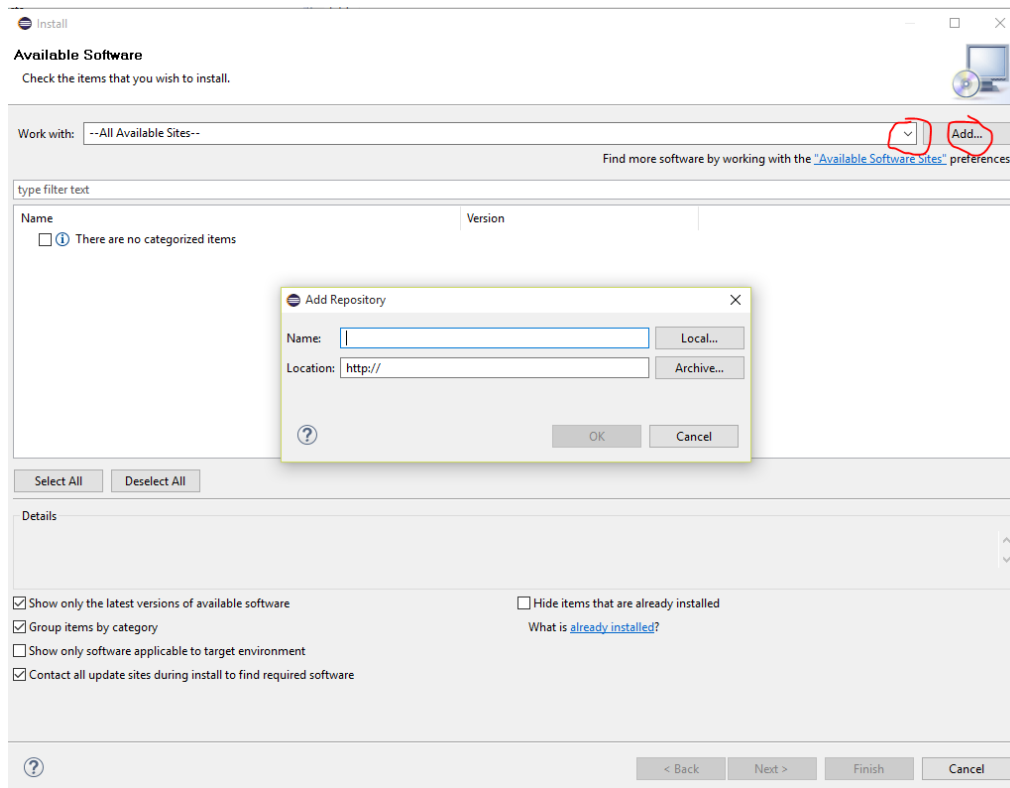 Install
Available Software
Check the items that you wish to install.
Work with: --All Available Sites-- Add...
Find more software by working with the "Available Software Sites" preferences
type filter text
Name Version
There are no categorized items
Add Repository
Name: Local...
Location: http:// Archive...
OK Cancel
Select All Deselect All
Details
Show only the latest versions of available software Hide items that are already installed
Group items by category What is already installed?
Show only software applicable to target environment
Contact all update sites during install to find required software
< Back Next > Finish Cancel